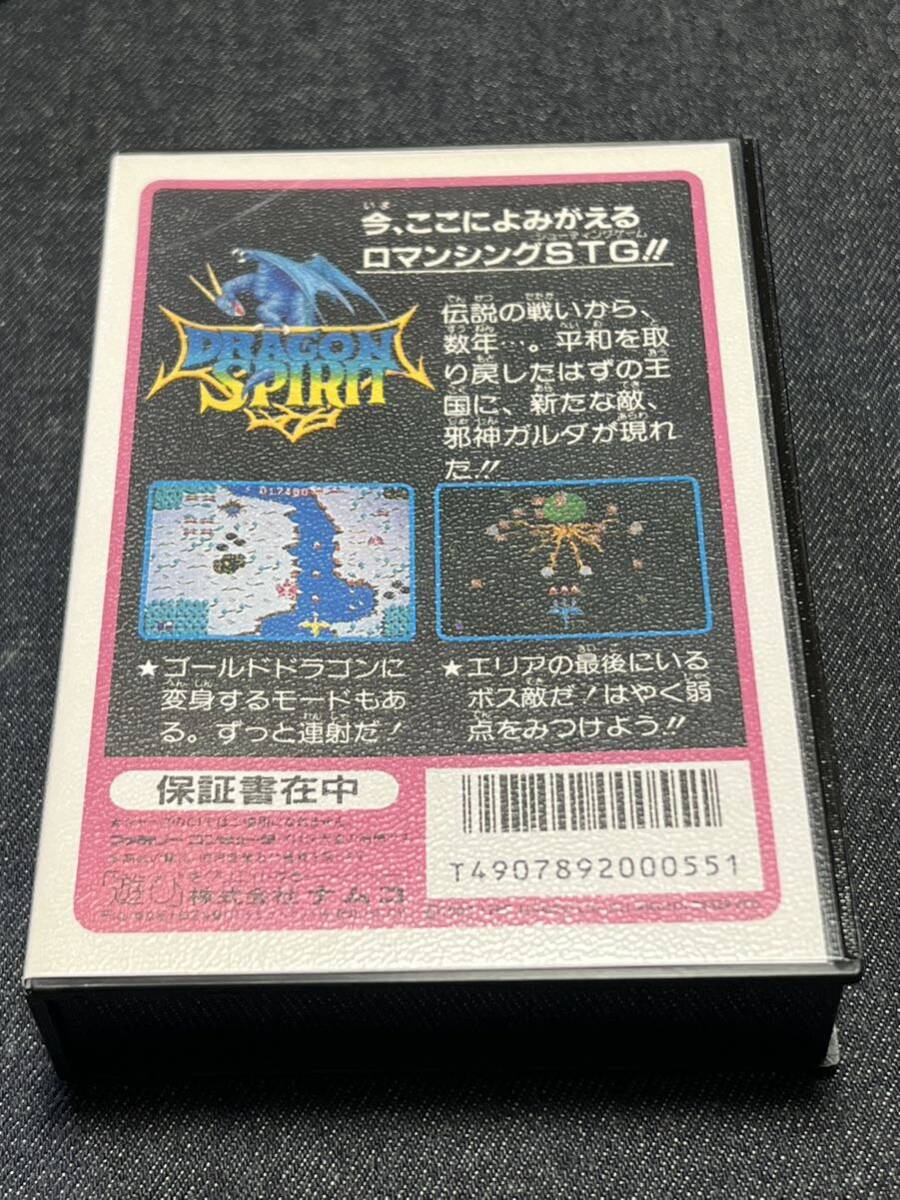 今、ここによみがえる
ロマンシングSTG!!
DRAGON
SPIRIT
伝説の戦いから、
数年…。平和を取
り戻したはずの王
国に、新たな敵、
邪神ガルダが現れ
た!!
017400
★ゴールドドラゴンに
変身するモードもあ
る。ずっと連射だ!
★エリアの最後にいる
ボス敵だ!はやく弱
点をみつけよう!!
保証書在中
株式会社ナムコ
T4907892000551